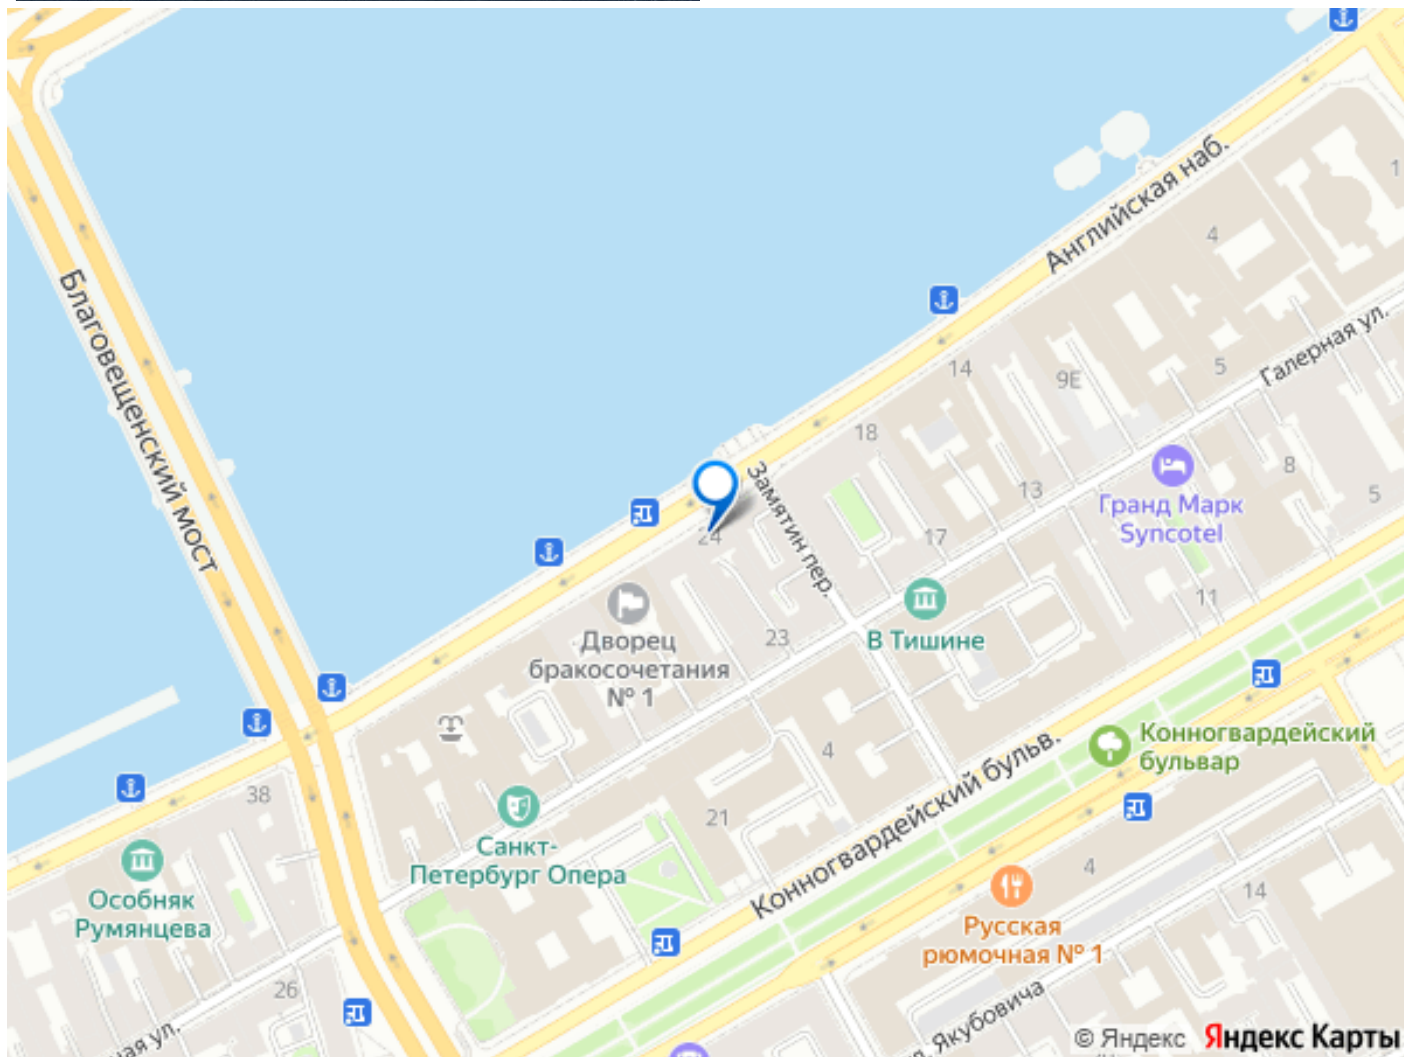 Благовещенский мост
Английская наб.
1
4
Галерная ул.
5
14
9Е
18
Замятин пер.
Гранд Марк
Syncotel
8
5
13
17
24
11
В Тишине
Дворец
бракосочетания
№ 1
23
Конногвардейский
бульвар
Конногвардейский бульв.
4
38
21
Санкт-
Петербург Опера
Особняк
Румянцева
4
14
Русская
рюмочная № 1
26
ная ул.
л. Якубовича
© Яндекс Яндекс Карты